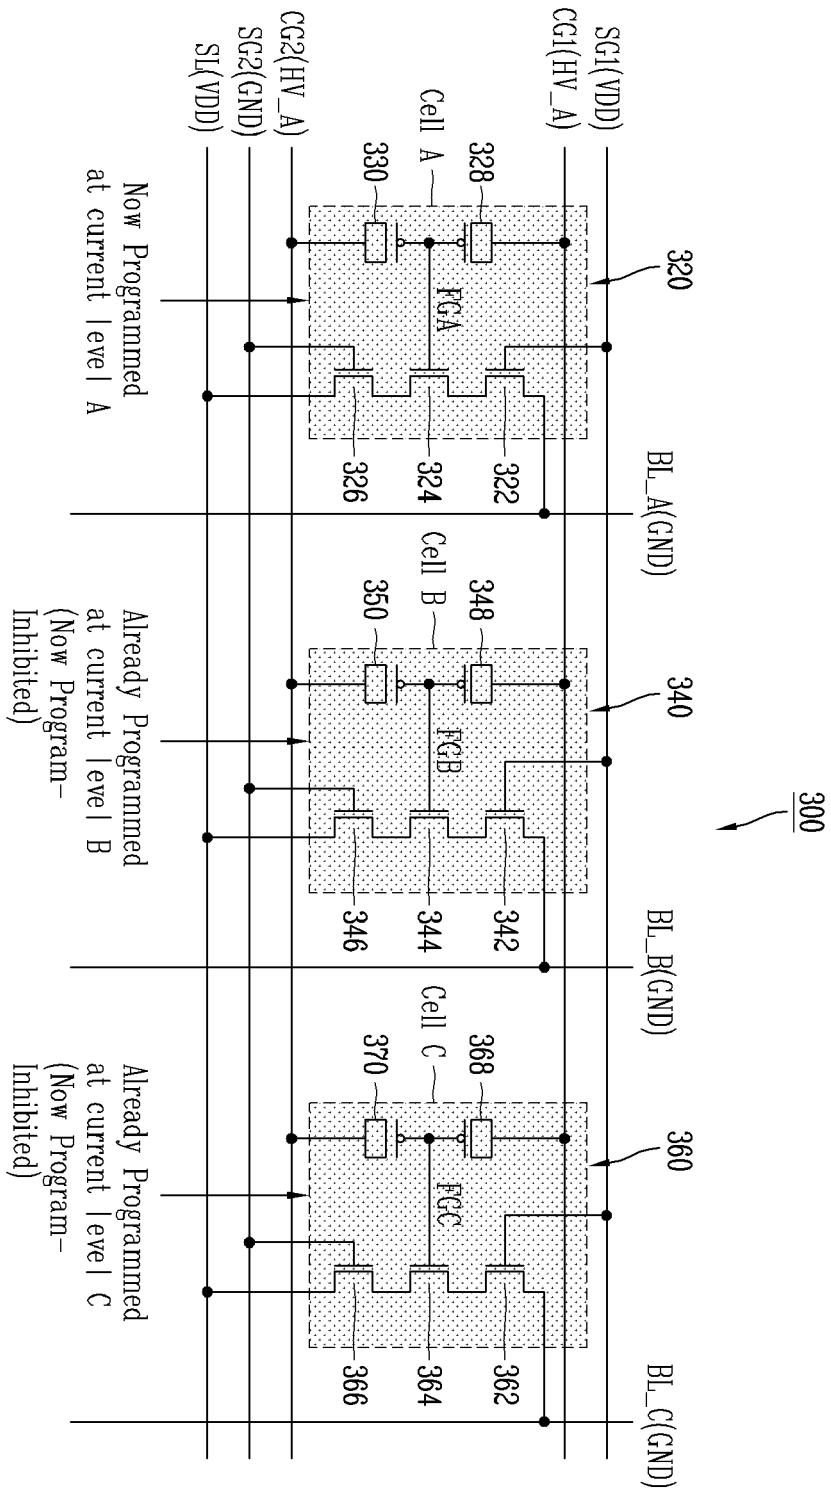 300
320
340
360
BL_A(GND)
BL_B(GND)
BL_C(GND)
SG1(VDD)
CG1(HV_A)
Cell A
328
330
FGA
322
324
326
Cell B
348
350
FGB
342
344
346
Cell C
368
370
FGC
362
364
366
CG2(HV_A)
SG2(GND)
SL(VDD)
Now Programmed
at current level A
Already Programmed
at current level B
(Now Program-
Inhibited)
Already Programmed
at current level C
(Now Program-
Inhibited)